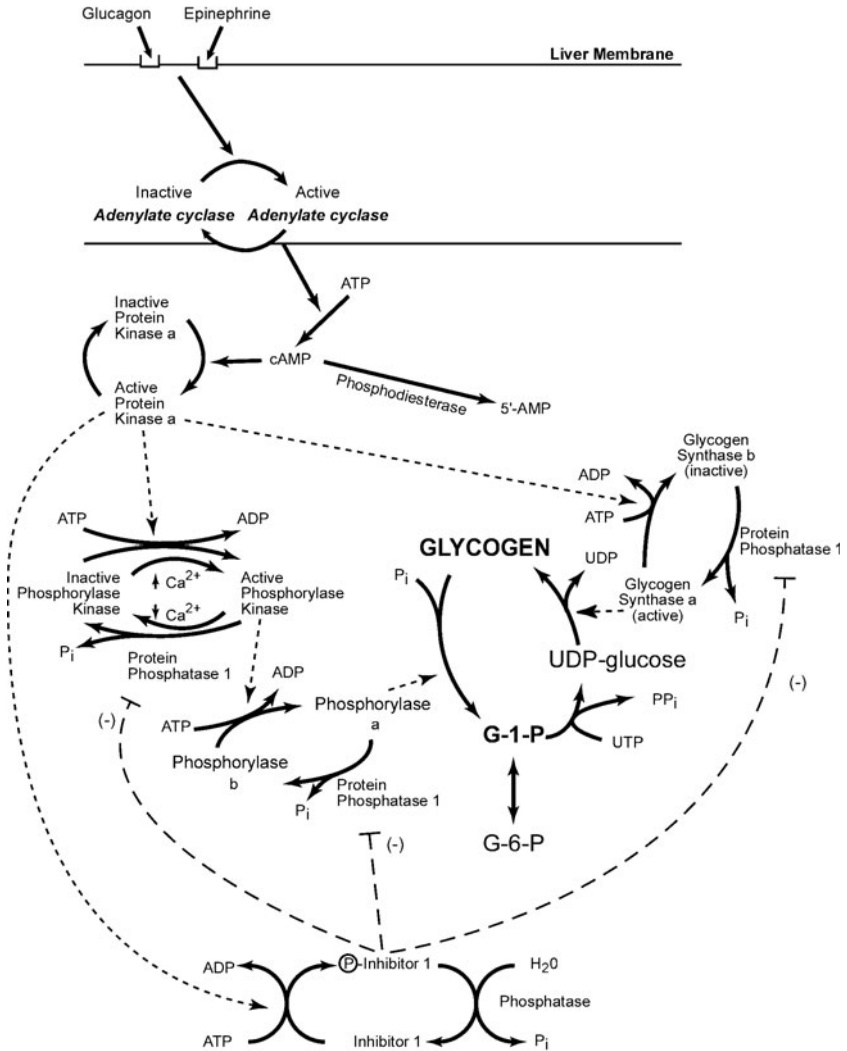 Glucagon
Epinephrine
Liver Membrane
Inactive
Adenylate cyclase
Active
Adenylate cyclase
ATP
Inactive
Protein
Kinase a
cAMP
Phosphodiesterase
5'-AMP
Active
Protein
Kinase a
Glycogen
Synthase b
(inactive)
ADP
ATP
Protein
Phosphatase 1
Glycogen
Synthase a
(active)
Pi
UDP
ATP
ADP
Inactive
Phosphorylase
Kinase
Ca2+
Ca2+
Active
Phosphorylase
Kinase
Pi
Protein
Phosphatase 1
(-)
GLYCOGEN
Pi
UDP-glucose
(-)
ADP
ATP
Phosphorylase
a
Phosphorylase
b
Pi
Protein
Phosphatase 1
(-)
G-1-P
PPi
UTP
G-6-P
ADP
P-Inhibitor 1
H20
Phosphatase
ATP
Inhibitor 1
Pi